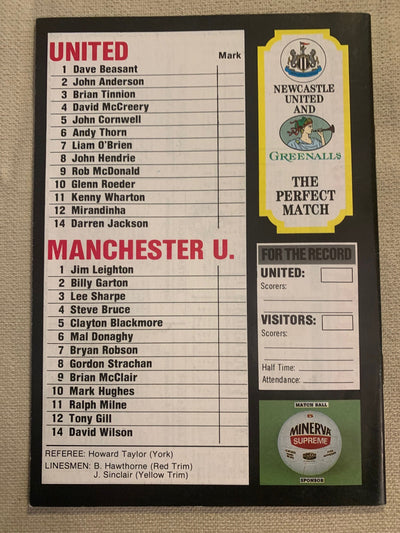 UNITED
Mark
1 Dave Beasant
2 John Anderson
3 Brian Tinnion
4 David McCreery
5 John Cornwell
6 Andy Thorn
7 Liam O'Brien
8 John Hendrie
9 Rob McDonald
10 Glenn Roeder
11 Kenny Wharton
12 Mirandinha
14 Darren Jackson
MANCHESTER U.
1 Jim Leighton
2 Billy Garton
3 Lee Sharpe
4 Steve Bruce
5 Clayton Blackmore
6 Mal Donaghy
7 Bryan Robson
8 Gordon Strachan
9 Brian McClair
10 Mark Hughes
11 Ralph Milne
12 Tony Gill
14 David Wilson
REFEREE: Howard Taylor (York)
LINESMEN: B. Hawthorne (Red Trim)
J. Sinclair (Yellow Trim)
NEWCASTLE
UNITED
AND
GREENALLS
THE
PERFECT
MATCH
FOR THE RECORD
UNITED:
Scorers:
VISITORS:
Scorers:
Half Time:
Attendance:
MATCH BALL
5
MINERVA
SUPREME
SPONSOR